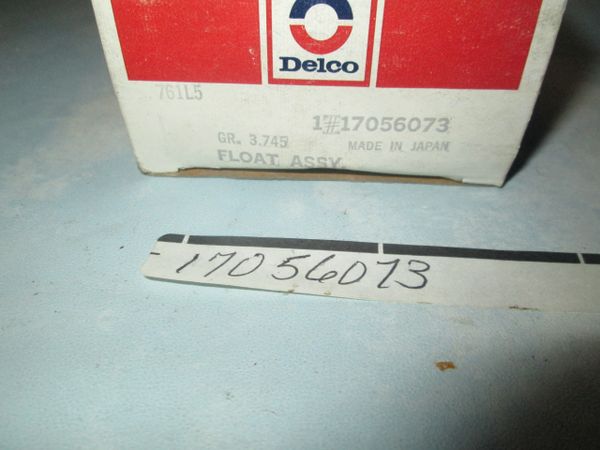 Delco
761L5
1#17056073
GR. 3.745
MADE IN JAPAN
FLOAT ASSY.
17056073